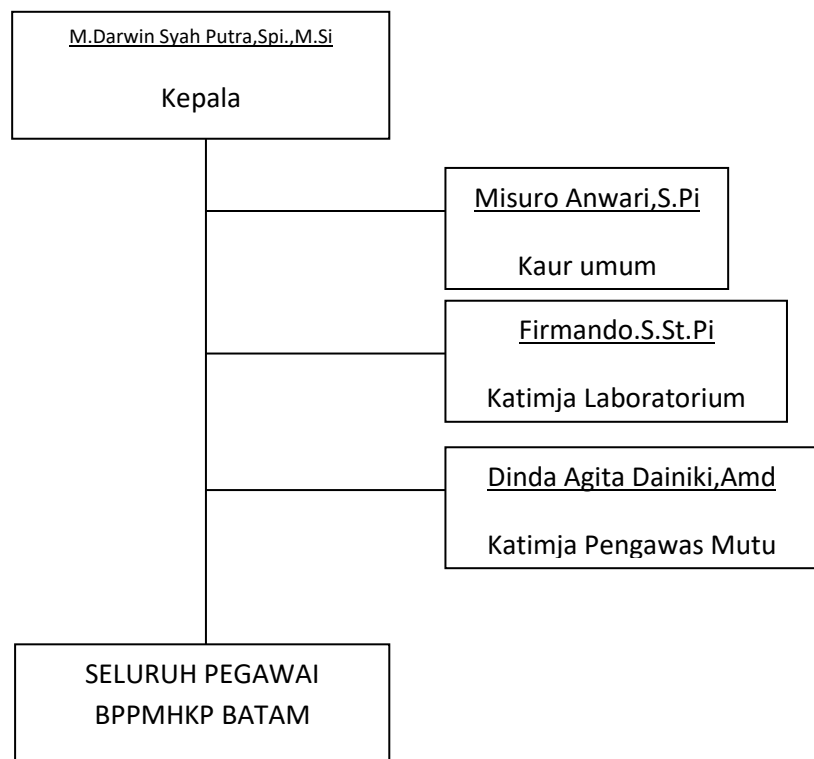 M.Darwin Syah Putra,Spi.,M.Si
Kepala
Misuro Anwari,S.Pi
Kaur umum
Firmando.S.St.Pi
Katimja Laboratorium
Dinda Agita Dainiki,Amd
Katimja Pengawas Mutu
SELURUH PEGAWAI
BPPMHKP BATAM